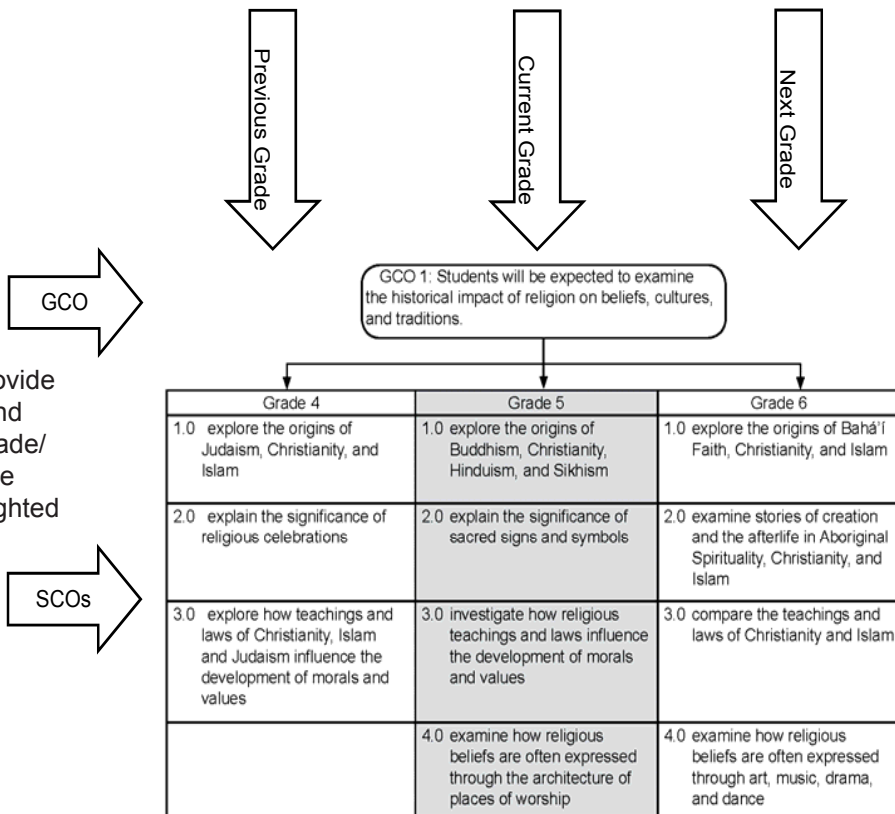 Previous Grade
Current Grade
Next Grade
GCO
GCO 1: Students will be expected to examine
the historical impact of religion on beliefs, cultures,
and traditions.
ovide
nd
ade/
e
ghted
SCOs
Grade 4
1.0 explore the origins of
Judaism, Christianity, and
Islam
2.0 explain the significance of
religious celebrations
3.0 explore how teachings and
laws of Christianity, Islam
and Judaism influence the
development of morals and
values
Grade 5
1.0 explore the origins of
Buddhism, Christianity,
Hinduism, and Sikhism
2.0 explain the significance of
sacred signs and symbols
3.0 investigate how religious
teachings and laws influence
the development of morals
and values
4.0 examine how religious
beliefs are often expressed
through the architecture of
places of worship
Grade 6
1.0 explore the origins of Bahá’í
Faith, Christianity, and Islam
2.0 examine stories of creation
and the afterlife in Aboriginal
Spirituality, Christianity, and
Islam
3.0 compare the teachings and
laws of Christianity and Islam
4.0 examine how religious
beliefs are often expressed
through art, music, drama,
and dance